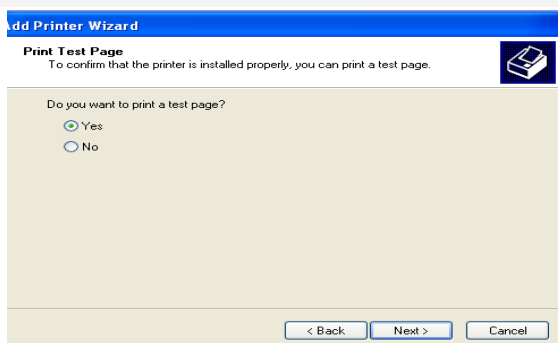 Add Printer Wizard
Print Test Page
To confirm that the printer is installed properly, you can print a test page.
Do you want to print a test page?
Yes
No
< Back Next > Cancel